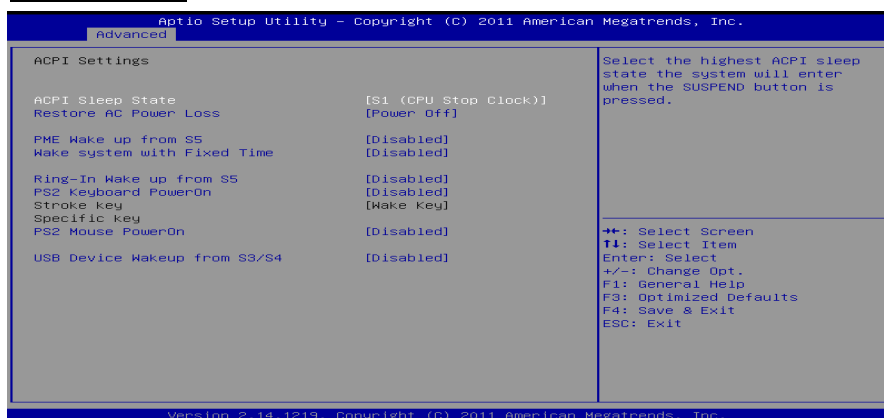 Aptio Setup Utility – Copyright (C) 2011 American Megatrends, Inc.
Advanced
ACPI Settings
ACPI Sleep State [S1 (CPU Stop Clock)]
Restore AC Power Loss [Power Off]
PME Wake up from S5 [Disabled]
Wake system with Fixed Time [Disabled]
Ring-In Wake up from S5 [Disabled]
PS2 Keyboard PowerOn [Disabled]
Stroke key [Wake Key]
Specific key
PS2 Mouse PowerOn [Disabled]
USB Device Wakeup from S3/S4 [Disabled]
Select the highest ACPI sleep
state the system will enter
when the SUSPEND button is
pressed.
→←: Select Screen
↑↓: Select Item
Enter: Select
+/-: Change Opt.
F1: General Help
F3: Optimized Defaults
F4: Save & Exit
ESC: Exit
Version 2.14.1219. Copyright (C) 2011 American Megatrends, Inc.